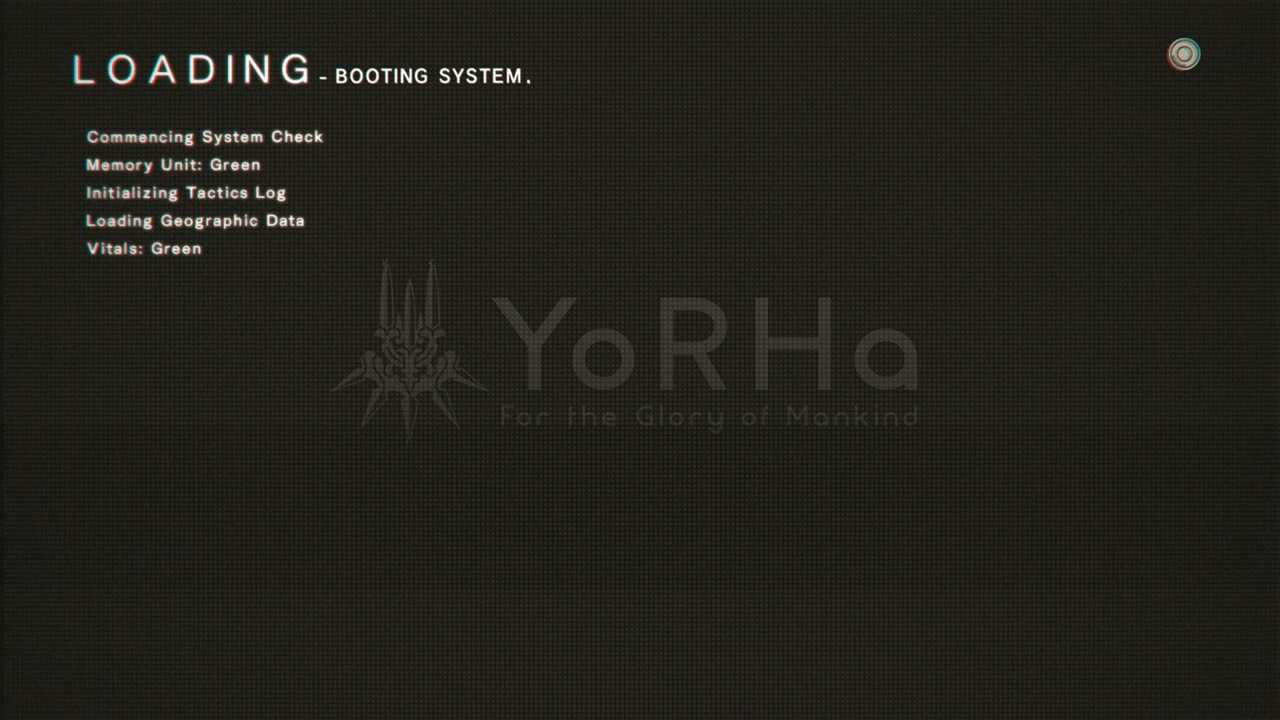 LOADING - BOOTING SYSTEM.
Commencing System Check
Memory Unit: Green
Initializing Tactics Log
Loading Geographic Data
Vitals: Green
YoRHa
For the Glory of Mankind